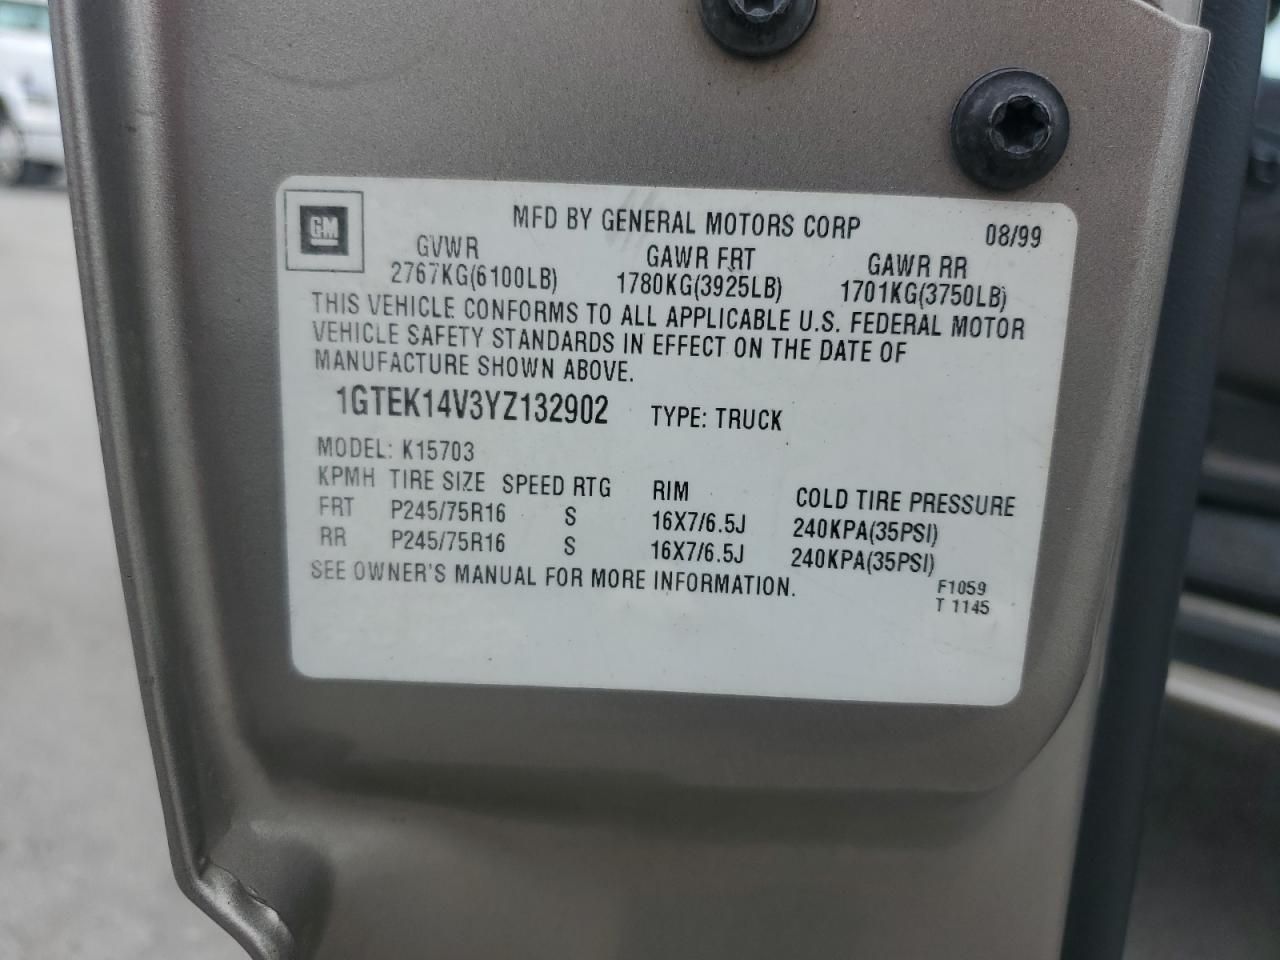 GM
MFD BY GENERAL MOTORS CORP 08/99
GVWR GAWR FRT GAWR RR
2767KG(6100LB) 1780KG(3925LB) 1701KG(3750LB)
THIS VEHICLE CONFORMS TO ALL APPLICABLE U.S. FEDERAL MOTOR
VEHICLE SAFETY STANDARDS IN EFFECT ON THE DATE OF
MANUFACTURE SHOWN ABOVE.
1GTEK14V3YZ132902 TYPE: TRUCK
MODEL: K15703
KPMH TIRE SIZE SPEED RTG RIM COLD TIRE PRESSURE
FRT P245/75R16 S 16X7/6.5J 240KPA(35PSI)
RR P245/75R16 S 16X7/6.5J 240KPA(35PSI)
SEE OWNER'S MANUAL FOR MORE INFORMATION.
F1059
T 1145